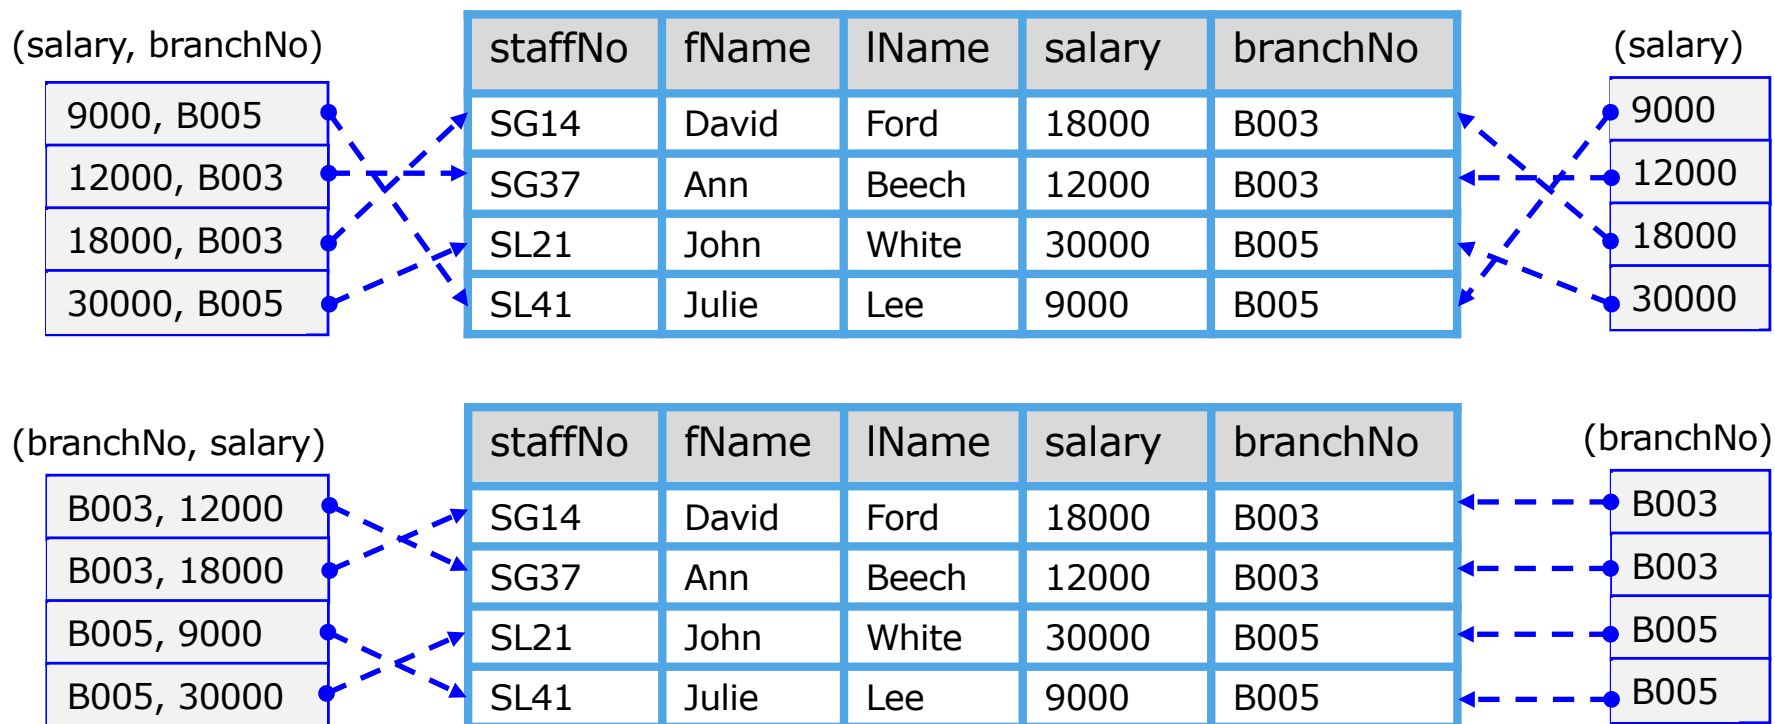 (salary, branchNo)
9000, B005
12000, B003
18000, B003
30000, B005
staffNo fName lName salary branchNo
SG14 David Ford 18000 B003
SG37 Ann Beech 12000 B003
SL21 John White 30000 B005
SL41 Julie Lee 9000 B005
(salary)
9000
12000
18000
30000
(branchNo, salary)
B003, 12000
B003, 18000
B005, 9000
B005, 30000
staffNo fName lName salary branchNo
SG14 David Ford 18000 B003
SG37 Ann Beech 12000 B003
SL21 John White 30000 B005
SL41 Julie Lee 9000 B005
(branchNo)
B003
B003
B005
B005